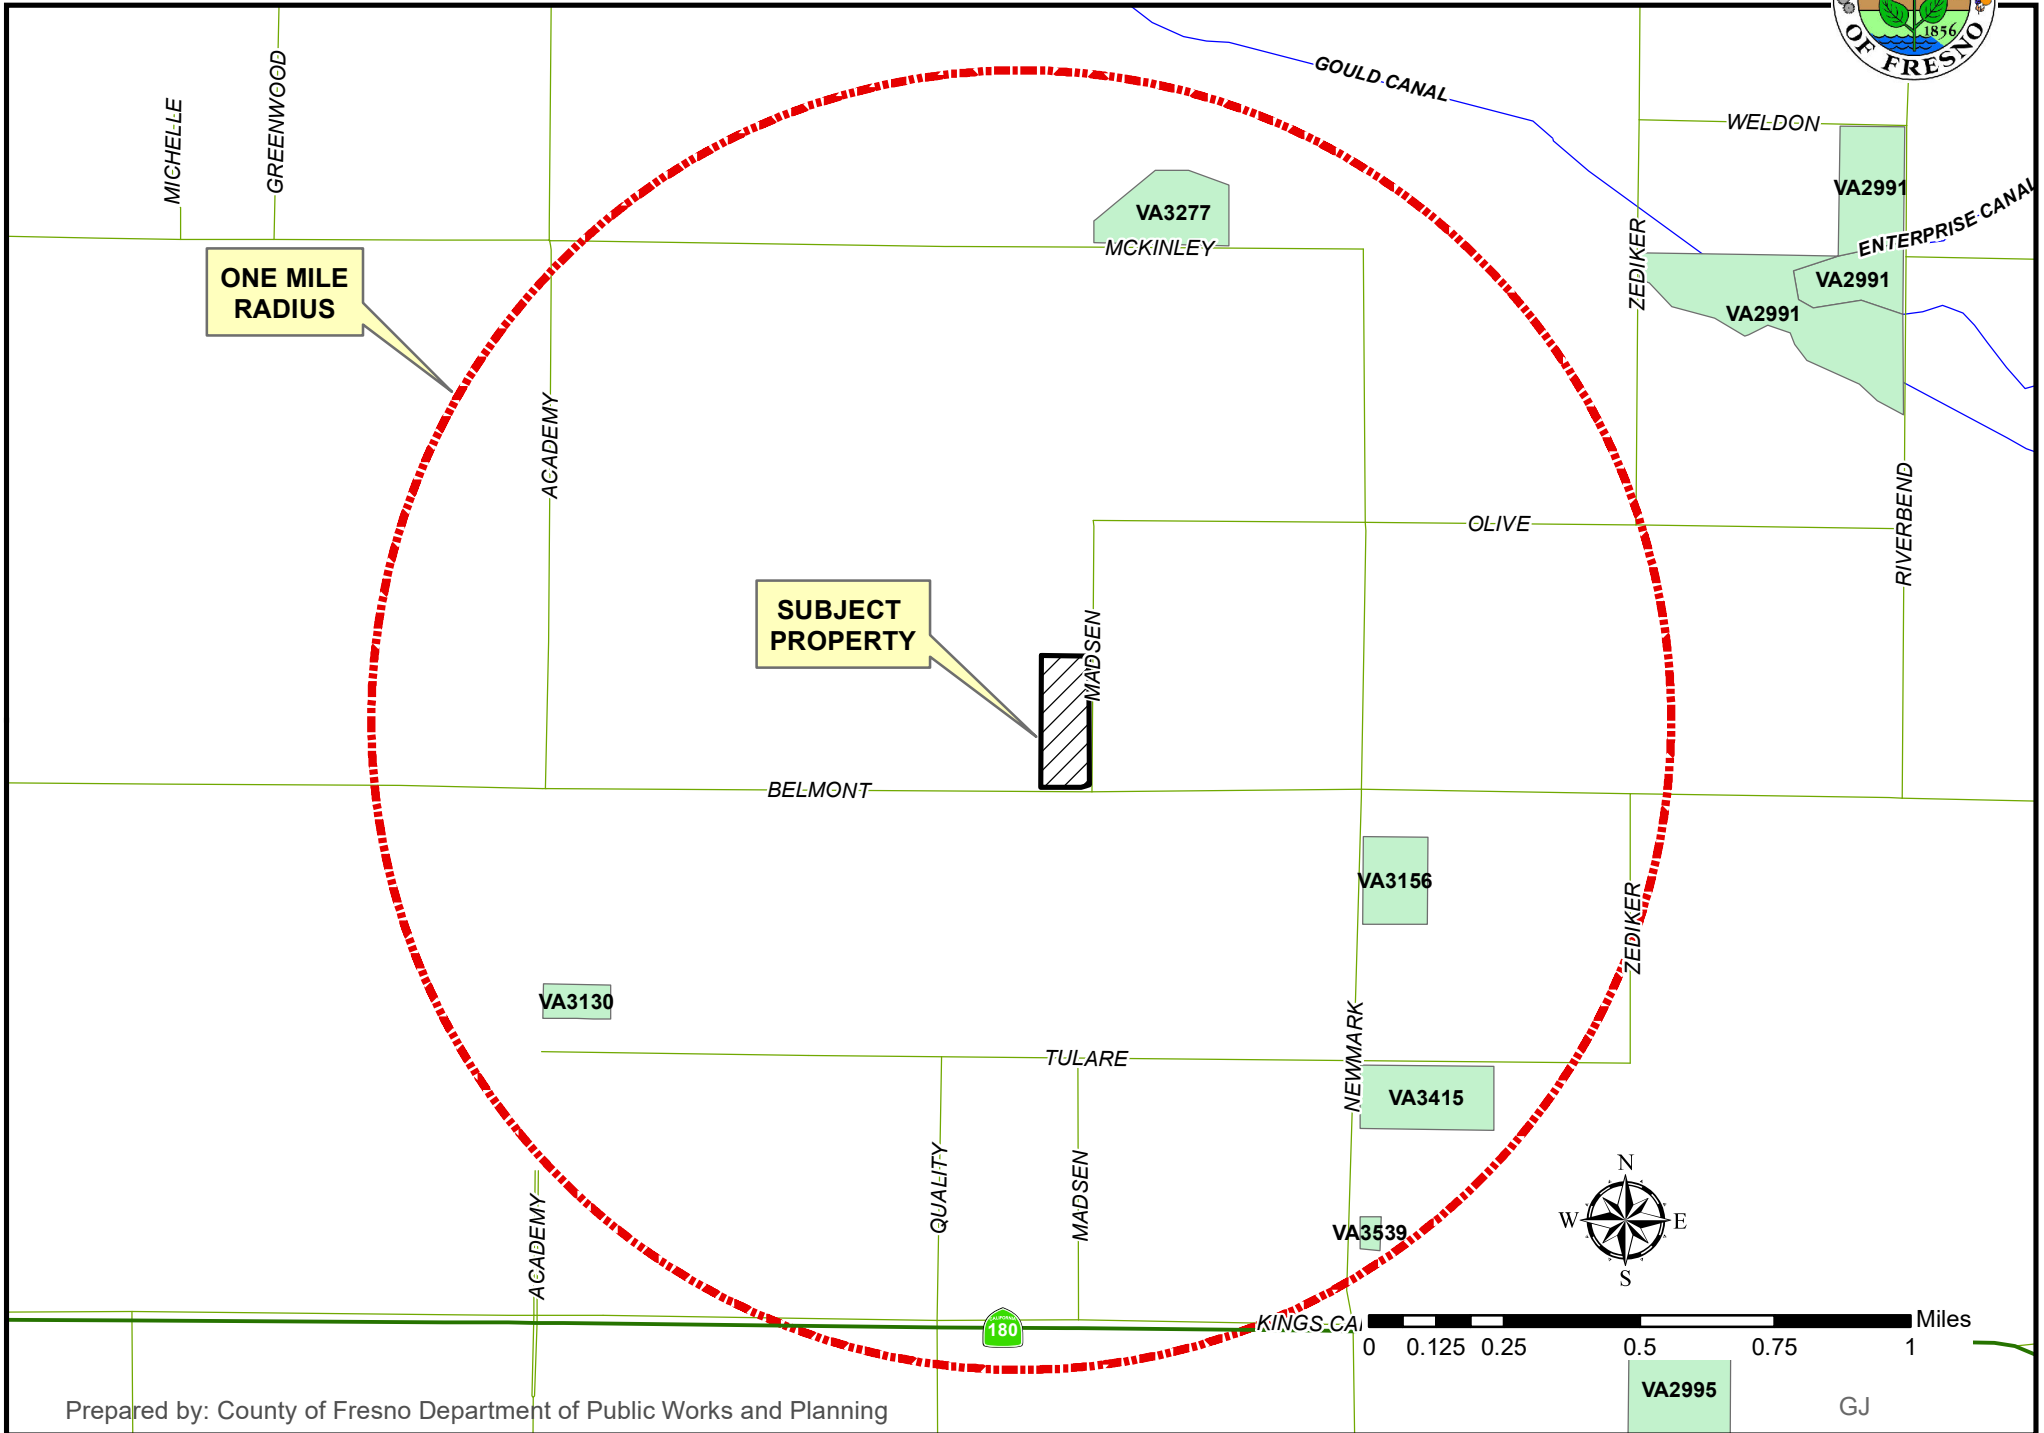 1856
OF FRESNO
GOULD CANAL
MICHELLE
GREENWOOD
WELDON
VA2991
VA3277
MCKINLEY
ENTERPRISE CANAL
ZEDIKER
VA2991
VA2991
ONE MILE
RADIUS
ACADEMY
OLIVE
RIVERBEND
SUBJECT
PROPERTY
MADSEN
BELMONT
VA3156
ZEDIKER
VA3130
NEWMARK
TULARE
VA3415
QUALITY
MADSEN
ACADEMY
VA3539
N
W
E
S
180
KINGS CA
Miles
0 0.125 0.25 0.5 0.75 1
VA2995
Prepared by: County of Fresno Department of Public Works and Planning
GJ